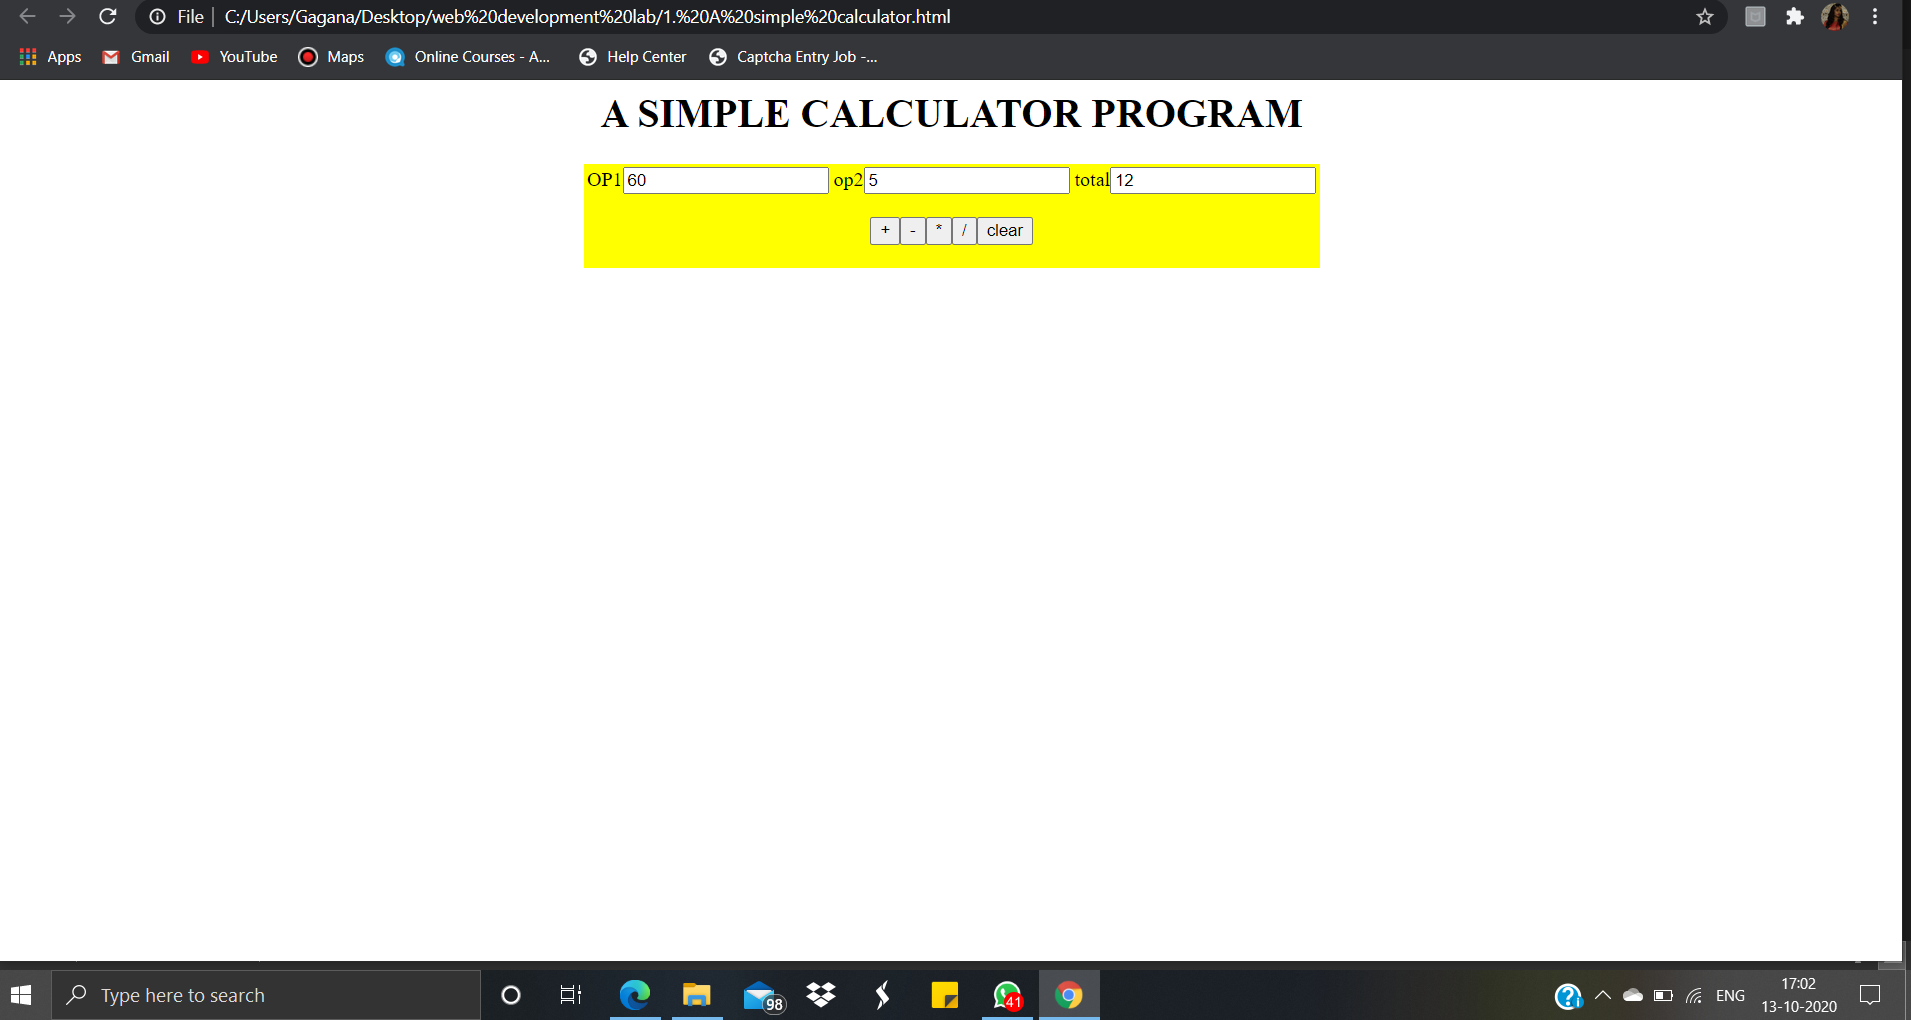 File | C:/Users/Gagana/Desktop/web%20development%20lab/1.%20A%20simple%20calculator.html
Apps Gmail YouTube Maps Online Courses - A... Help Center Captcha Entry Job -...
A SIMPLE CALCULATOR PROGRAM
OP1 60 op2 5 total 12
+ - * / clear
Type here to search 98 41 ENG 17:02
13-10-2020